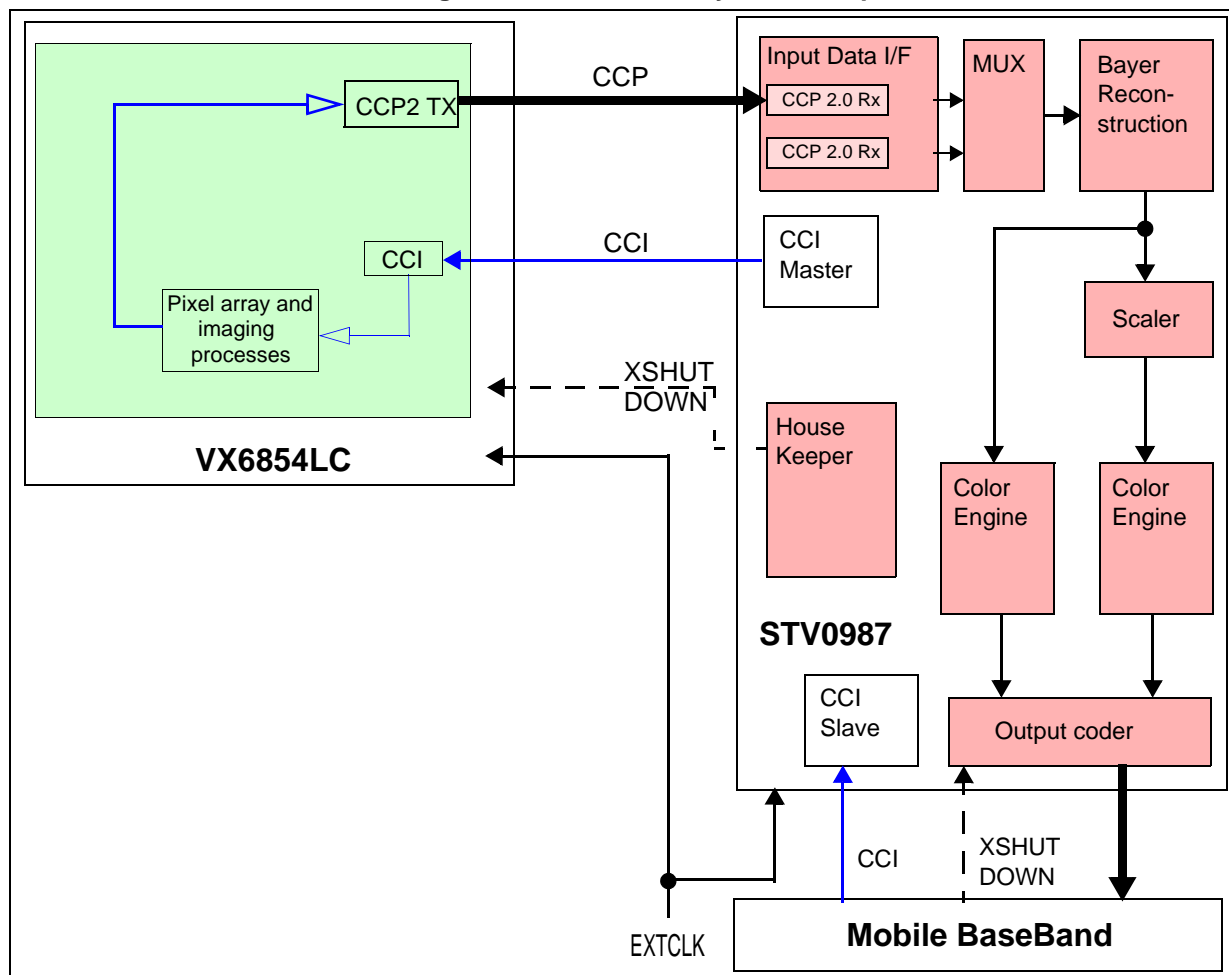 CCP2 TX
CCP
Input Data I/F
CCP 2.0 Rx
CCP 2.0 Rx
MUX
Bayer
Recon-
struction
CCI
CCI
CCI
Master
Pixel array and
imaging
processes
Scaler
XSHUT
DOWN
House
Keeper
VX6854LC
Color
Engine
Color
Engine
STV0987
CCI
Slave
Output coder
CCI
XSHUT
DOWN
EXTCLK
Mobile BaseBand